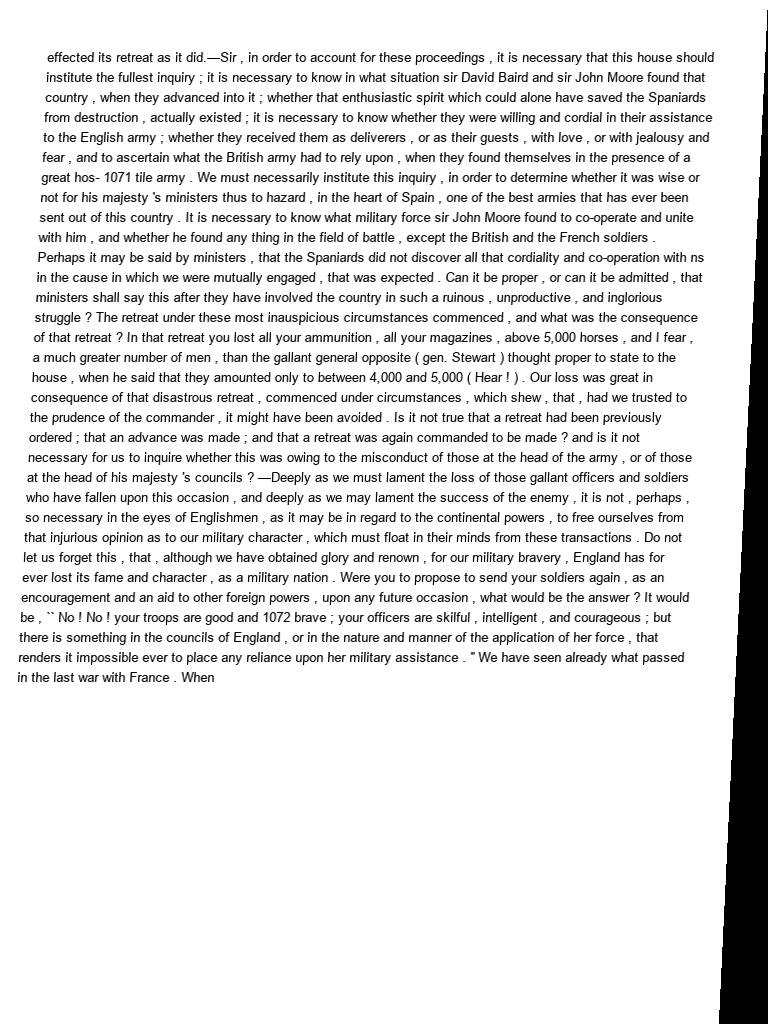 effected its retreat as it did.—Sir , in order to account for these proceedings , it is necessary that this house should
institute the fullest inquiry ; it is necessary to know in what situation sir David Baird and sir John Moore found that
country , when they advanced into it ; whether that enthusiastic spirit which could alone have saved the Spaniards
from destruction , actually existed ; it is necessary to know whether they were willing and cordial in their assistance
to the English army ; whether they received them as deliverers , or as their guests , with love , or with jealousy and
fear , and to ascertain what the British army had to rely upon , when they found themselves in the presence of a
great hos- 1071 tile army . We must necessarily institute this inquiry , in order to determine whether it was wise or
not for his majesty 's ministers thus to hazard , in the heart of Spain , one of the best armies that has ever been
sent out of this country . It is necessary to know what military force sir John Moore found to co-operate and unite
with him , and whether he found any thing in the field of battle , except the British and the French soldiers .
Perhaps it may be said by ministers , that the Spaniards did not discover all that cordiality and co-operation with ns
in the cause in which we were mutually engaged , that was expected . Can it be proper , or can it be admitted , that
ministers shall say this after they have involved the country in such a ruinous , unproductive , and inglorious
struggle ? The retreat under these most inauspicious circumstances commenced , and what was the consequence
of that retreat ? In that retreat you lost all your ammunition , all your magazines , above 5,000 horses , and I fear ,
a much greater number of men , than the gallant general opposite ( gen. Stewart ) thought proper to state to the
house , when he said that they amounted only to between 4,000 and 5,000 ( Hear ! ) . Our loss was great in
consequence of that disastrous retreat , commenced under circumstances , which shew , that , had we trusted to
the prudence of the commander , it might have been avoided . Is it not true that a retreat had been previously
ordered ; that an advance was made ; and that a retreat was again commanded to be made ? and is it not
necessary for us to inquire whether this was owing to the misconduct of those at the head of the army , or of those
at the head of his majesty 's councils ? —Deeply as we must lament the loss of those gallant officers and soldiers
who have fallen upon this occasion , and deeply as we may lament the success of the enemy , it is not , perhaps ,
so necessary in the eyes of Englishmen , as it may be in regard to the continental powers , to free ourselves from
that injurious opinion as to our military character , which must float in their minds from these transactions . Do not
let us forget this , that , although we have obtained glory and renown , for our military bravery , England has for
ever lost its fame and character , as a military nation . Were you to propose to send your soldiers again , as an
encouragement and an aid to other foreign powers , upon any future occasion , what would be the answer ? It would
be , `` No ! No ! your troops are good and 1072 brave ; your officers are skilful , intelligent , and courageous ; but
there is something in the councils of England , or in the nature and manner of the application of her force , that
renders it impossible ever to place any reliance upon her military assistance . '' We have seen already what passed
in the last war with France . When